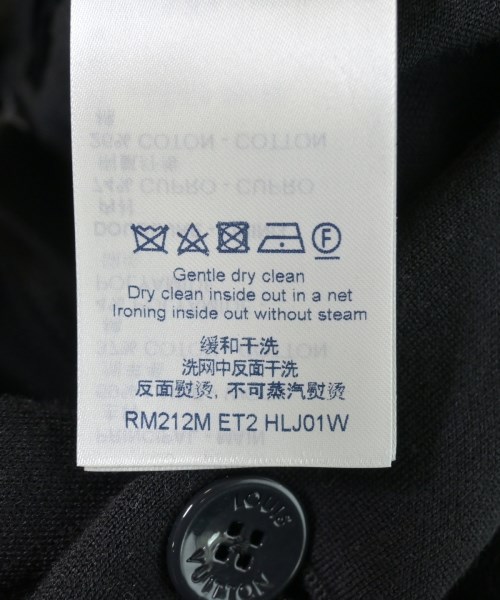 Gentle dry clean
Dry clean inside out in a net
Ironing inside out without steam
缓和干洗
洗网中反面干洗
反面熨烫, 不可蒸汽熨烫
RM212M ET2 HLJ01W
LOUIS
VUITTON